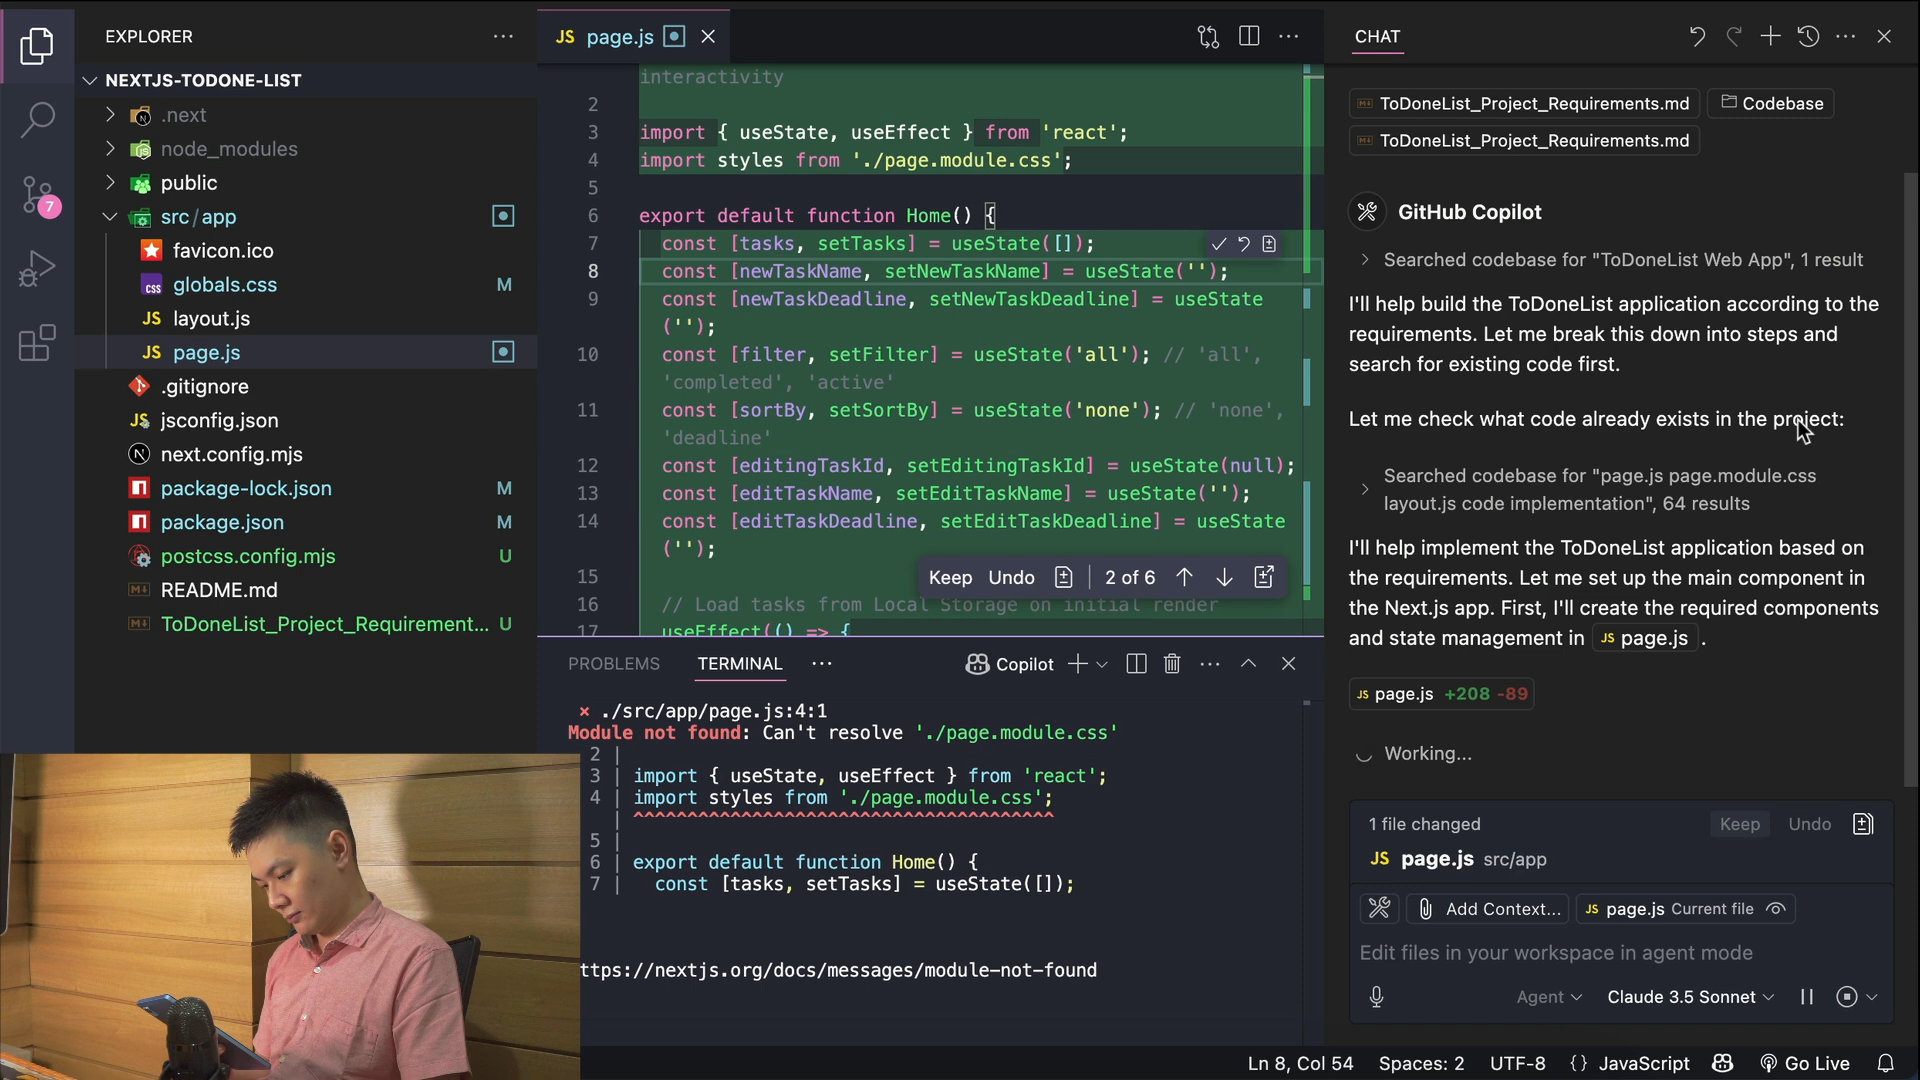 EXPLORER
NEXTJS-TODONE-LIST
.next
node_modules
public
src/app
favicon.ico
globals.css M
layout.js
page.js
.gitignore
jsconfig.json
next.config.mjs
package-lock.json M
package.json M
postcss.config.mjs U
README.md
ToDoneList_Project_Requirement... U
7
JS page.js
interactivity
2
3 import { useState, useEffect } from 'react';
4 import styles from './page.module.css';
5
6 export default function Home() {
7 const [tasks, setTasks] = useState([]);
8 const [newTaskName, setNewTaskName] = useState('');
9 const [newTaskDeadline, setNewTaskDeadline] = useState
('');
10 const [filter, setFilter] = useState('all'); // 'all',
'completed', 'active'
11 const [sortBy, setSortBy] = useState('none'); // 'none',
'deadline'
12 const [editingTaskId, setEditingTaskId] = useState(null);
13 const [editTaskName, setEditTaskName] = useState('');
14 const [editTaskDeadline, setEditTaskDeadline] = useState
('');
15
16 // Load tasks from Local Storage on initial render
17 useEffect(() => {
Keep Undo 2 of 6
PROBLEMS TERMINAL Copilot
× ./src/app/page.js:4:1
Module not found: Can't resolve './page.module.css'
2 |
3 | import { useState, useEffect } from 'react';
4 | import styles from './page.module.css';
| ^^^^^^^^^^^^^^^^^^^^^^^^^^^^^^^^^^^^^^^
5 |
6 | export default function Home() {
7 | const [tasks, setTasks] = useState([]);
ttps://nextjs.org/docs/messages/module-not-found
CHAT
ToDoneList_Project_Requirements.md Codebase
ToDoneList_Project_Requirements.md
GitHub Copilot
Searched codebase for "ToDoneList Web App", 1 result
I'll help build the ToDoneList application according to the
requirements. Let me break this down into steps and
search for existing code first.
Let me check what code already exists in the project:
Searched codebase for "page.js page.module.css
layout.js code implementation", 64 results
I'll help implement the ToDoneList application based on
the requirements. Let me set up the main component in
the Next.js app. First, I'll create the required components
and state management in JS page.js .
JS page.js +208 -89
Working...
1 file changed Keep Undo
JS page.js src/app
Add Context... JS page.js Current file
Edit files in your workspace in agent mode
Agent Claude 3.5 Sonnet
Ln 8, Col 54 Spaces: 2 UTF-8 {} JavaScript Go Live